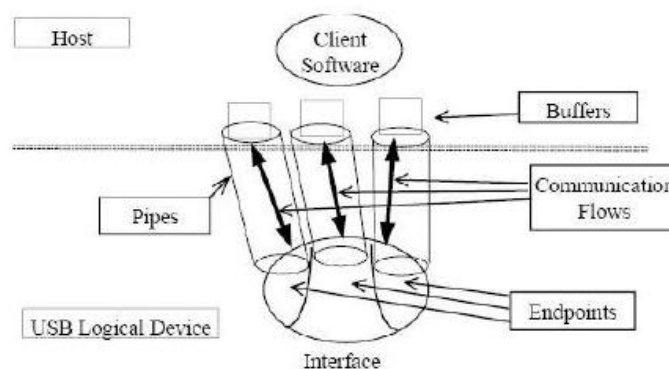 Host
Client
Software
Buffers
Pipes
Communication
Flows
USB Logical Device
Endpoints
Interface